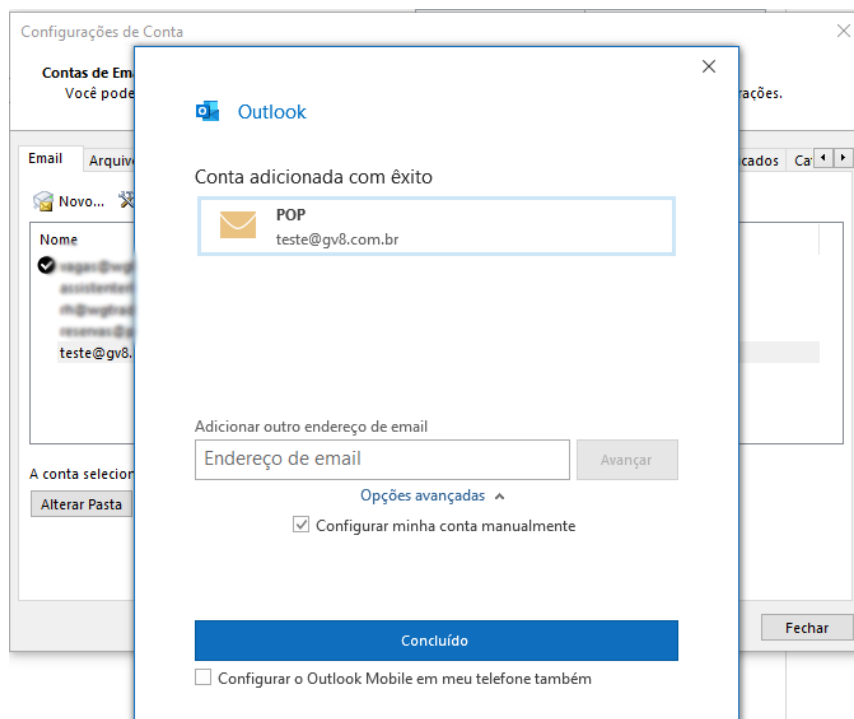 Configurações de Conta
Contas de Em
Você pode
rações.
Email
Arquiv
icados
Ca
Novo...
Nome
teste@gv8.
A conta selecion
Alterar Pasta
Fechar
Outlook
Conta adicionada com êxito
POP
teste@gv8.com.br
Adicionar outro endereço de email
Endereço de email
Avançar
Opções avançadas
Configurar minha conta manualmente
Concluído
Configurar o Outlook Mobile em meu telefone também